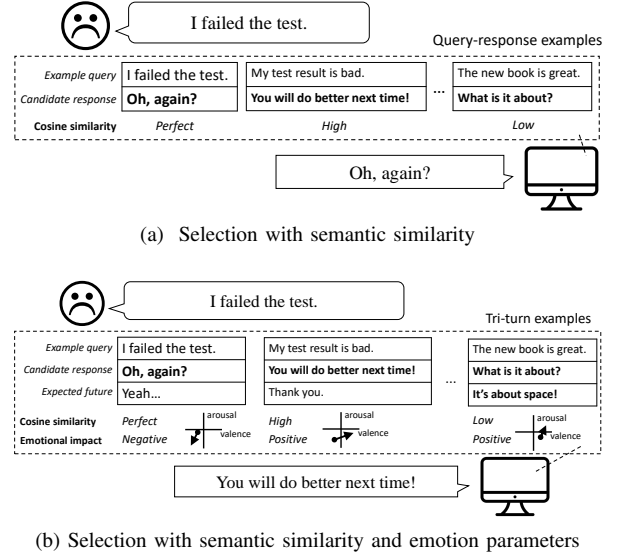 I failed the test.
Query-response examples
Example query I failed the test. My test result is bad. The new book is great.
Candidate response Oh, again? You will do better next time! ... What is it about?
Cosine similarity Perfect High Low
Oh, again?
(a) Selection with semantic similarity
I failed the test.
Tri-turn examples
Example query I failed the test. My test result is bad. The new book is great.
Candidate response Oh, again? You will do better next time! What is it about?
Expected future Yeah... Thank you. ... It's about space!
Cosine similarity Perfect arousal High arousal Low arousal
Emotional impact Negative valence Positive valence Positive valence
You will do better next time!
(b) Selection with semantic similarity and emotion parameters